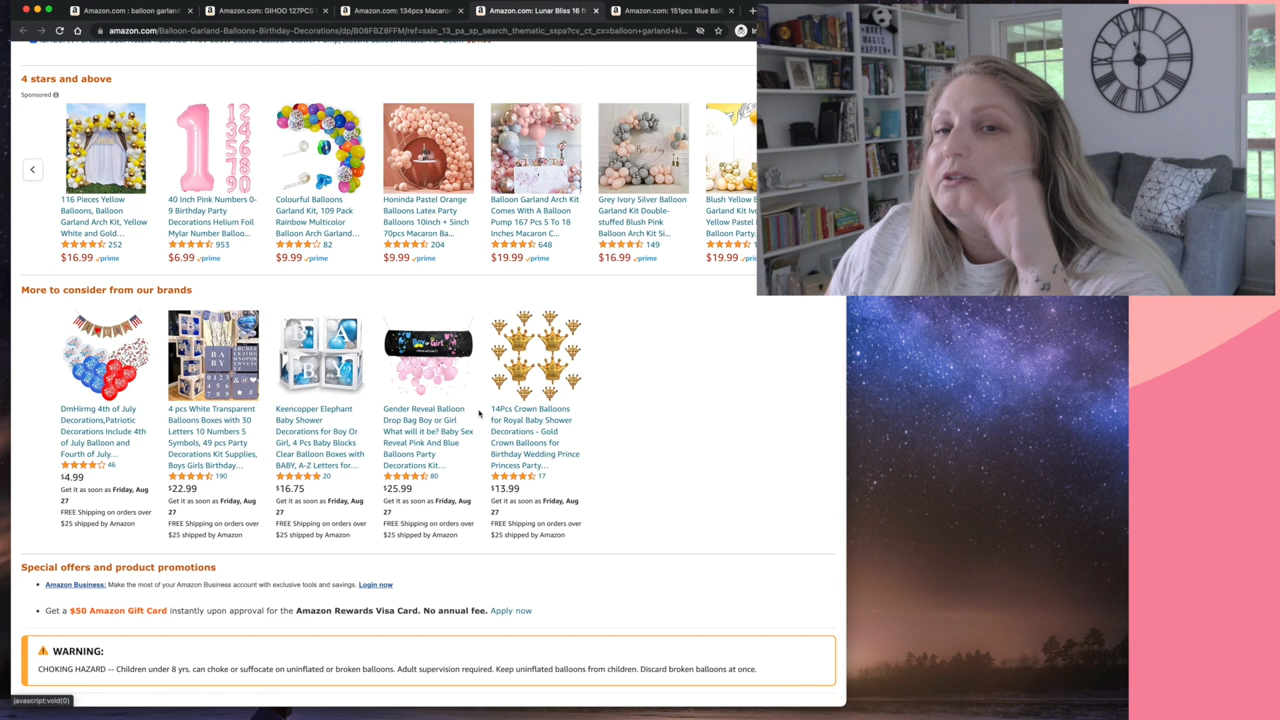 Amazon.com : balloon garland
Amazon.com: GIHOO 127PCS
Amazon.com: 134pcs Macaron
Amazon.com: Lunar Bliss 16 ft
Amazon.com: 151pcs Blue Ball
amazon.com/Balloon-Garland-Balloons-Birthday-Decorations/dp/B08FBZ8FFM/ref=sxin_13_pa_sp_search_thematic_sspa?cv_ct_cx=balloon+garland+ki...
4 stars and above
Sponsored
116 Pieces Yellow
Balloons, Balloon
Garland Arch Kit, Yellow
White and Gold...
252
$16.99 prime
40 Inch Pink Numbers 0-
9 Birthday Party
Decorations Helium Foil
Mylar Number Balloo...
953
$6.99 prime
Colourful Balloons
Garland Kit, 109 Pack
Rainbow Multicolor
Balloon Arch Garland...
82
$9.99 prime
Honinda Pastel Orange
Balloons Latex Party
Balloons 10inch + 5inch
70pcs Macaron Ba...
204
$9.99 prime
Balloon Garland Arch Kit
Comes With A Balloon
Pump 167 Pcs 5 To 18
Inches Macaron C...
648
$19.99 prime
Grey Ivory Silver Balloon
Garland Kit Double-
stuffed Blush Pink
Balloon Arch Kit Si...
149
$16.99 prime
Blush Yellow B
Garland Kit Ivo
Yellow Pastel
Balloon Party.
$19.99
More to consider from our brands
DmHirmg 4th of July
Decorations,Patriotic
Decorations Include 4th
of July Balloon and
Fourth of July...
46
$4.99
Get it as soon as Friday, Aug
27
FREE Shipping on orders over
$25 shipped by Amazon
4 pcs White Transparent
Balloons Boxes with 30
Letters 10 Numbers 5
Symbols, 49 pcs Party
Decorations Kit Supplies,
Boys Girls Birthday...
190
$22.99
Get it as soon as Friday, Aug
27
FREE Shipping on orders over
$25 shipped by Amazon
Keencopper Elephant
Baby Shower
Decorations for Boy Or
Girl, 4 Pcs Baby Blocks
Clear Balloon Boxes with
BABY, A-Z Letters for...
20
$16.75
Get it as soon as Friday, Aug
27
FREE Shipping on orders over
$25 shipped by Amazon
Gender Reveal Balloon
Drop Bag Boy or Girl
What will it be? Baby Sex
Reveal Pink And Blue
Balloons Party
Decorations Kit...
80
$25.99
Get it as soon as Friday, Aug
27
FREE Shipping on orders over
$25 shipped by Amazon
14Pcs Crown Balloons
for Royal Baby Shower
Decorations - Gold
Crown Balloons for
Birthday Wedding Prince
Princess Party...
17
$13.99
Get it as soon as Friday, Aug
27
FREE Shipping on orders over
$25 shipped by Amazon
Special offers and product promotions
Amazon Business: Make the most of your Amazon Business account with exclusive tools and savings. Login now
Get a $50 Amazon Gift Card instantly upon approval for the Amazon Rewards Visa Card. No annual fee. Apply now
WARNING:
CHOKING HAZARD -- Children under 8 yrs. can choke or suffocate on uninflated or broken balloons. Adult supervision required. Keep uninflated balloons from children. Discard broken balloons at once.
javascript:void(0)
MAKE
MAGIC
HAPPEN